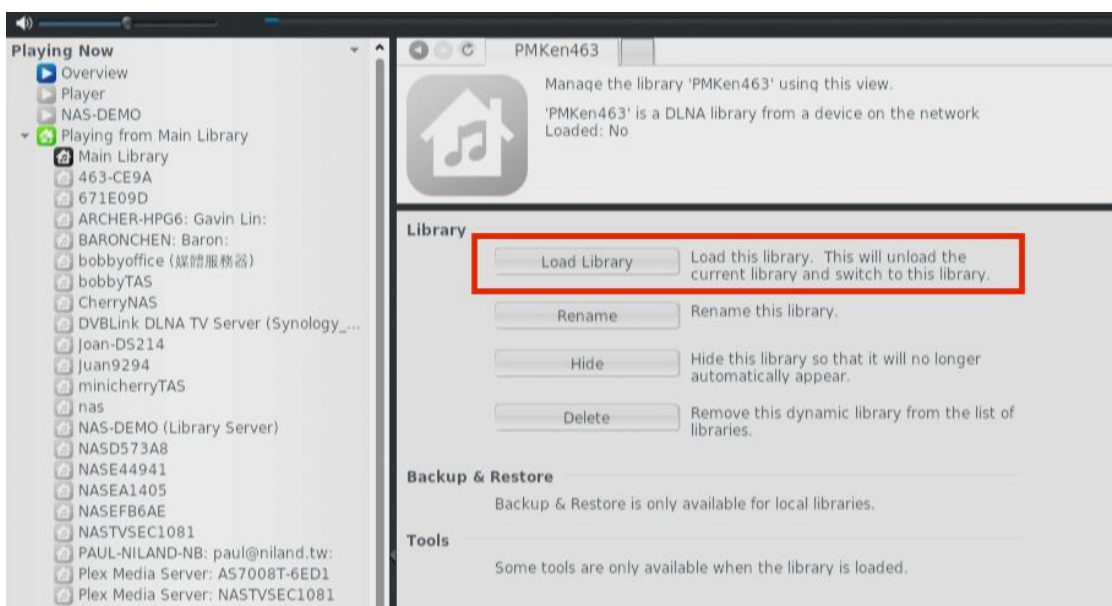 Playing Now
Overview
Player
NAS-DEMO
Playing from Main Library
Main Library
463-CE9A
671E09D
ARCHER-HPG6: Gavin Lin:
BARONCHEN: Baron:
bobbyoffice (媒體服務器)
bobbyTAS
CherryNAS
DVBLink DLNA TV Server (Synology_...
Joan-DS214
Juan9294
minicherryTAS
nas
NAS-DEMO (Library Server)
NASD573A8
NASE44941
NASEA1405
NASEFB6AE
NASTVSEC1081
PAUL-NILAND-NB: paul@niland.tw:
Plex Media Server: AS7008T-6ED1
Plex Media Server: NASTVSEC1081
PMKen463
Manage the library 'PMKen463' using this view.
'PMKen463' is a DLNA library from a device on the network
Loaded: No
Library
Load Library
Load this library. This will unload the
current library and switch to this library.
Rename
Rename this library.
Hide
Hide this library so that it will no longer
automatically appear.
Delete
Remove this dynamic library from the list of
libraries.
Backup & Restore
Backup & Restore is only available for local libraries.
Tools
Some tools are only available when the library is loaded.